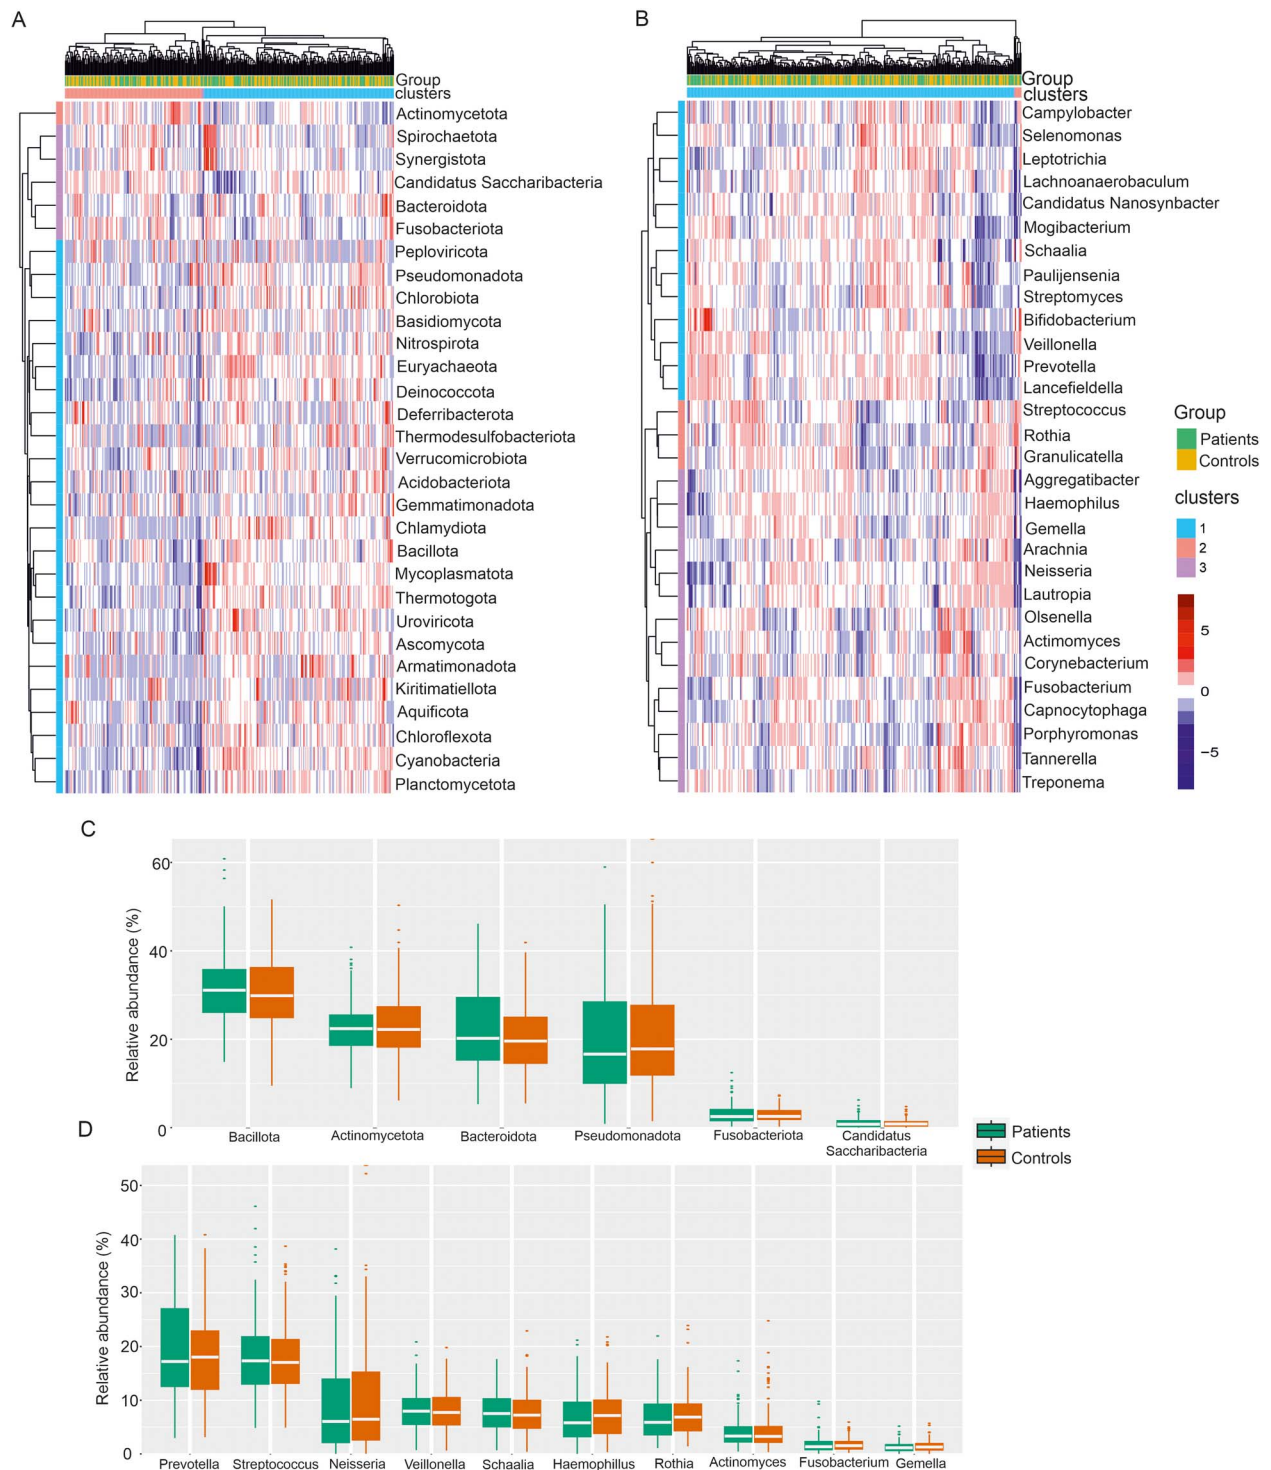 A
Group
clusters
Actinomycetota
Spirochaetota
Synergistota
Candidatus Saccharibacteria
Bacteroidota
Fusobacteriota
Peploviricota
Pseudomonadota
Chlorobiota
Basidiomycota
Nitrospirota
Euryachaeota
Deinococcota
Deferribacterota
Thermodesulfobacteriota
Verrucomicrobiota
Acidobacteriota
Gemmatimonadota
Chlamydiota
Bacillota
Mycoplasmatota
Thermotogota
Uroviricota
Ascomycota
Armatimonadota
Kiritimatiellota
Aquificota
Chloroflexota
Cyanobacteria
Planctomycetota
B
Group
clusters
Campylobacter
Selenomonas
Leptotrichia
Lachnoanaerobaculum
Candidatus Nanosynbacter
Mogibacterium
Schaalia
Paulijensenia
Streptomyces
Bifidobacterium
Veillonella
Prevotella
Lancefieldella
Streptococcus
Rothia
Granulicatella
Aggregatibacter
Haemophilus
Gemella
Arachnia
Neisseria
Lautropia
Olsenella
Actimomyces
Corynebacterium
Fusobacterium
Capnocytophaga
Porphyromonas
Tannerella
Treponema
Group
Patients
Controls
clusters
1
2
3
5
0
−5
C
Relative abundance (%)
60
40
20
0
Bacillota Actinomycetota Bacteroidota Pseudomonadota Fusobacteriota Candidatus
Saccharibacteria
Patients
Controls
D
Relative abundance (%)
50
40
30
20
10
0
Prevotella Streptococcus Neisseria Veillonella Schaalia Haemophillus Rothia Actinomyces Fusobacterium Gemella